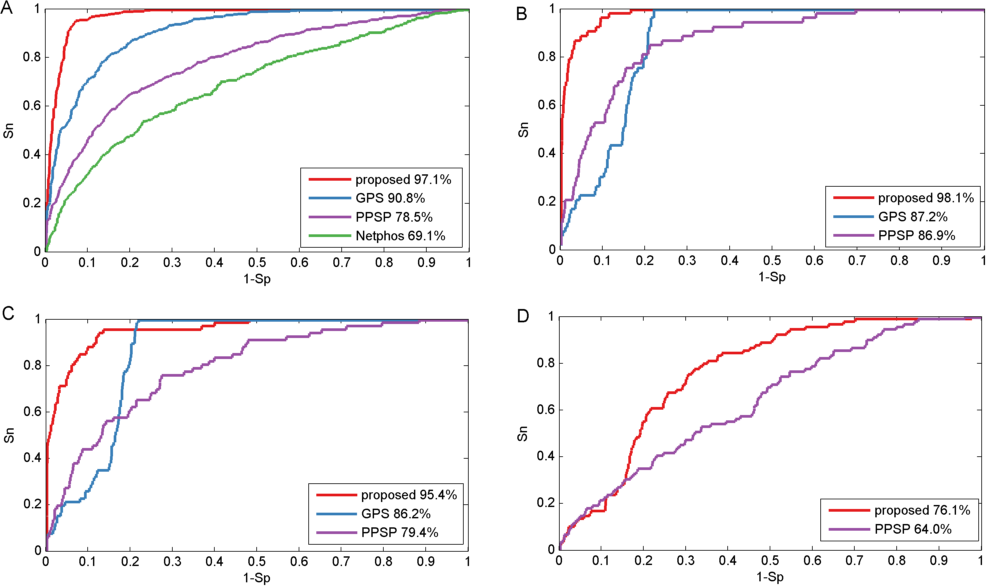 A
Sn
1
0.8
0.6
0.4
0.2
0
0 0.1 0.2 0.3 0.4 0.5 0.6 0.7 0.8 0.9 1
1-Sp
proposed 97.1%
GPS 90.8%
PPSP 78.5%
Netphos 69.1%
B
Sn
1
0.8
0.6
0.4
0.2
0
0 0.1 0.2 0.3 0.4 0.5 0.6 0.7 0.8 0.9 1
1-Sp
proposed 98.1%
GPS 87.2%
PPSP 86.9%
C
Sn
1
0.8
0.6
0.4
0.2
0
0 0.1 0.2 0.3 0.4 0.5 0.6 0.7 0.8 0.9 1
1-Sp
proposed 95.4%
GPS 86.2%
PPSP 79.4%
D
Sn
1
0.8
0.6
0.4
0.2
0
0 0.1 0.2 0.3 0.4 0.5 0.6 0.7 0.8 0.9 1
1-Sp
proposed 76.1%
PPSP 64.0%